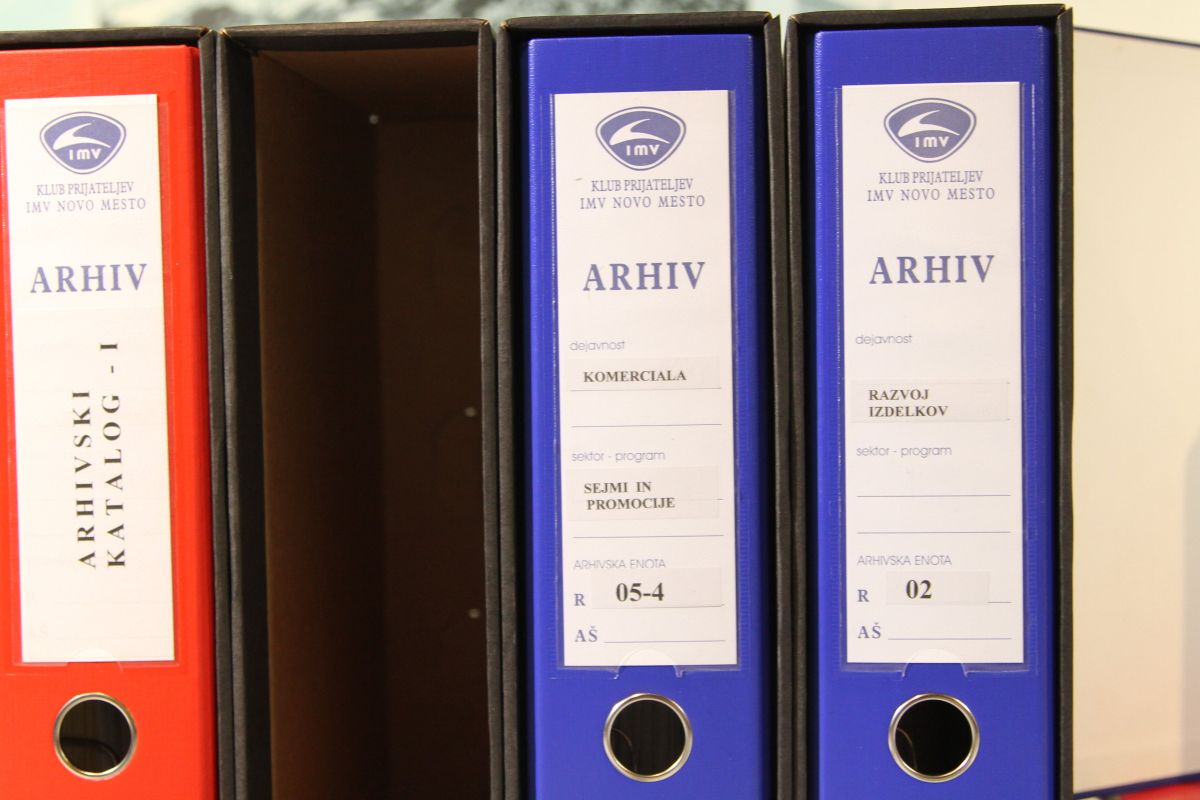 IMV
KLUB PRIJATELJEV
IMV NOVO MESTO
ARHIV
ARHIVSKI
KATALOG - I
AŠ
IMV
KLUB PRIJATELJEV
IMV NOVO MESTO
ARHIV
dejavnost
KOMERCIALA
sektor - program
SEJMI IN
PROMOCIJE
ARHIVSKA ENOTA
R 05-4
AŠ
IMV
KLUB PRIJATELJEV
IMV NOVO MESTO
ARHIV
dejavnost
RAZVOJ
IZDELKOV
sektor - program
ARHIVSKA ENOTA
R 02
AŠ